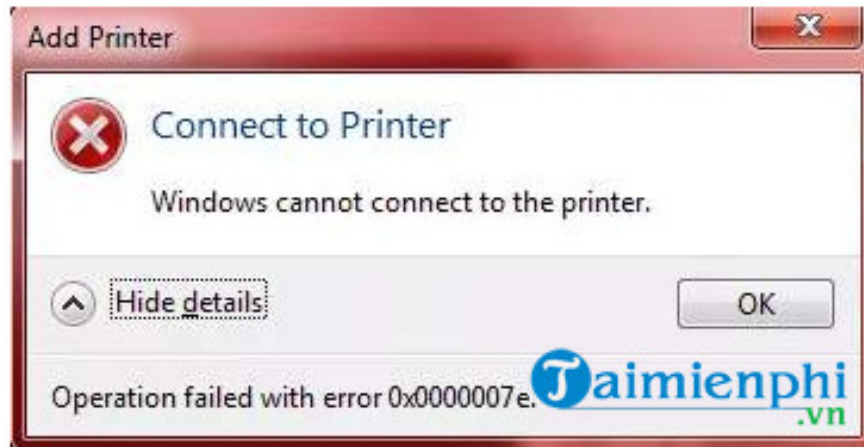 Add Printer
Connect to Printer
Windows cannot connect to the printer.
Hide details
OK
Operation failed with error 0x0000007e.
Taimienphi
.vn